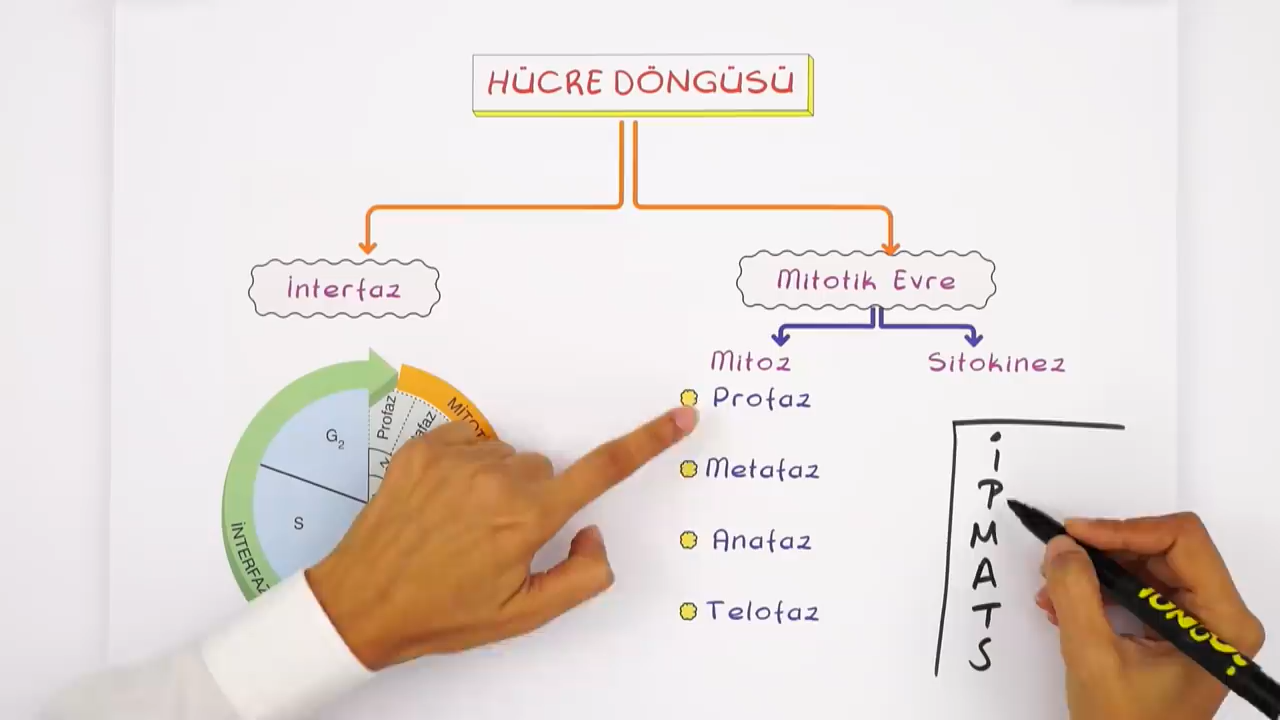 HÜCRE DÖNGÜSÜ
İnterfaz
Mitotik Evre
Mitoz
Sitokinez
Profaz
Metafaz
Anafaz
Telofaz
G2
S
İNTERFAZ
Profaz
İ
P
M
A
T
S